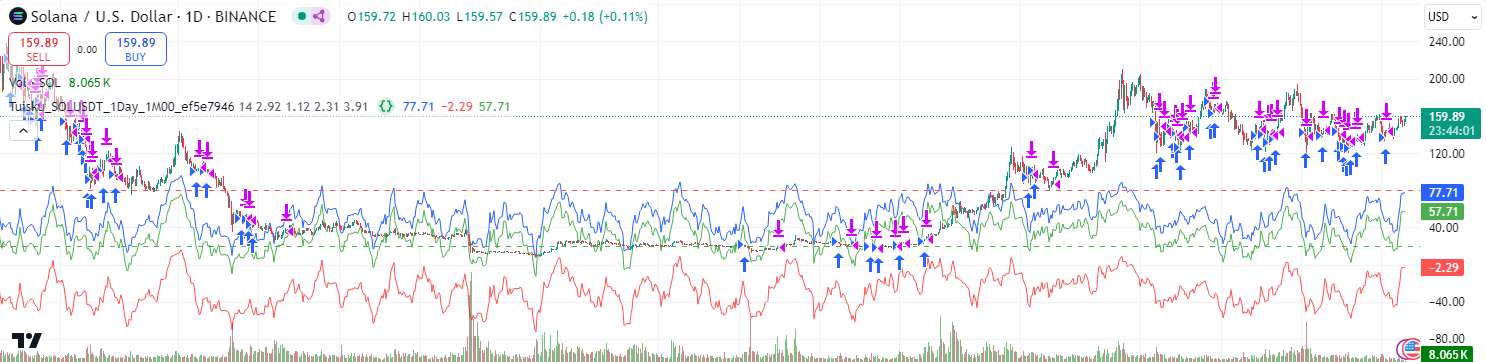 Solana / U.S. Dollar · 1D · BINANCE O159.72 H160.03 L159.57 C159.89 +0.18 (+0.11%)
USD
159.89
SELL
0.00
159.89
BUY
Vol · SOL 8.065K
Tuisku_SOLUSDT_1Day_1M00_ef5e7946 14 2.92 1.12 2.31 3.91 {} 77.71 −2.29 57.71
240.00
200.00
159.89
23:44:01
120.00
77.71
57.71
40.00
−2.29
−40.00
−80.00
8.065K